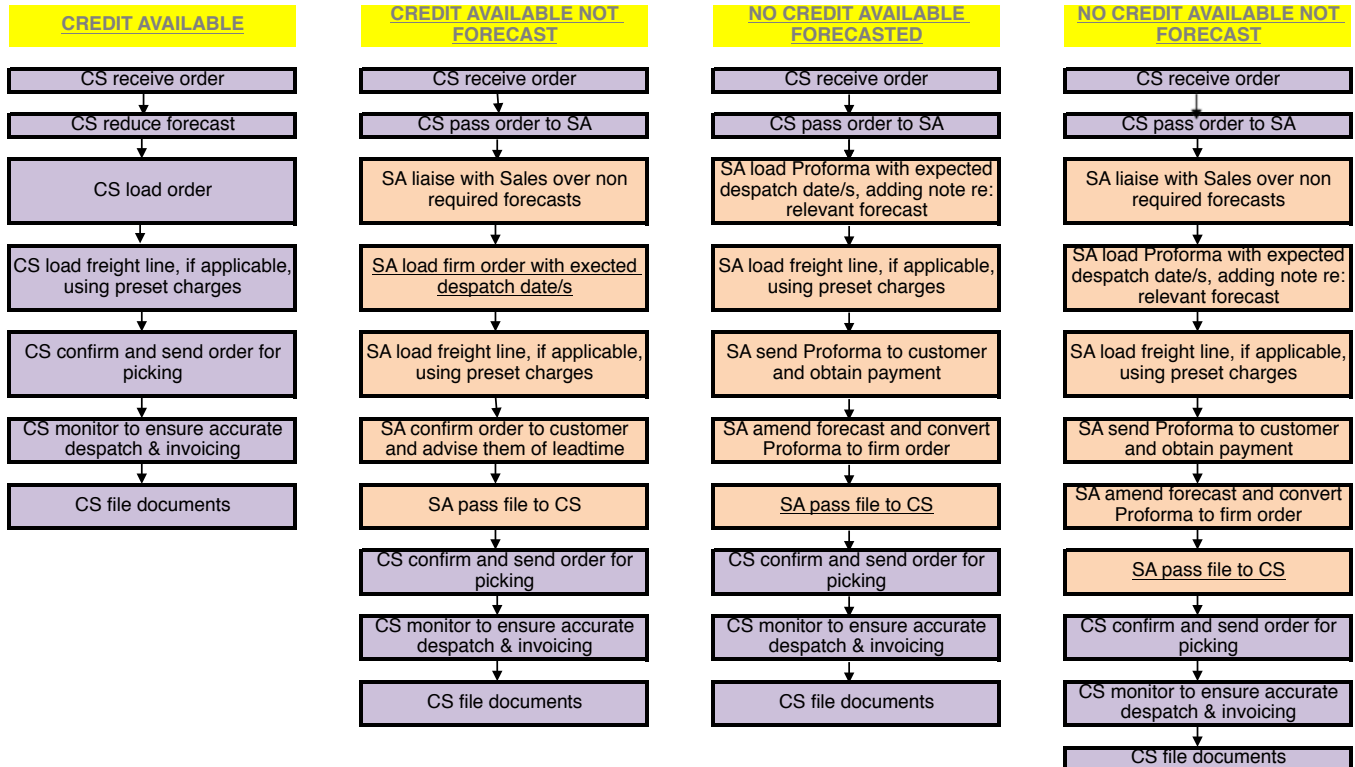 CREDIT AVAILABLE
CS receive order
CS reduce forecast
CS load order
CS load freight line, if applicable,
using preset charges
CS confirm and send order for
picking
CS monitor to ensure accurate
despatch & invoicing
CS file documents
CREDIT AVAILABLE NOT
FORECAST
CS receive order
CS pass order to SA
SA liaise with Sales over non
required forecasts
SA load firm order with exected
despatch date/s
SA load freight line, if applicable,
using preset charges
SA confirm order to customer
and advise them of leadtime
SA pass file to CS
CS confirm and send order for
picking
CS monitor to ensure accurate
despatch & invoicing
CS file documents
NO CREDIT AVAILABLE
FORECASTED
CS receive order
CS pass order to SA
SA load Proforma with expected
despatch date/s, adding note re:
relevant forecast
SA load freight line, if applicable,
using preset charges
SA send Proforma to customer
and obtain payment
SA amend forecast and convert
Proforma to firm order
SA pass file to CS
CS confirm and send order for
picking
CS monitor to ensure accurate
despatch & invoicing
CS file documents
NO CREDIT AVAILABLE NOT
FORECAST
CS receive order
CS pass order to SA
SA liaise with Sales over non
required forecasts
SA load Proforma with expected
despatch date/s, adding note re:
relevant forecast
SA load freight line, if applicable,
using preset charges
SA send Proforma to customer
and obtain payment
SA amend forecast and convert
Proforma to firm order
SA pass file to CS
CS confirm and send order for
picking
CS monitor to ensure accurate
despatch & invoicing
CS file documents